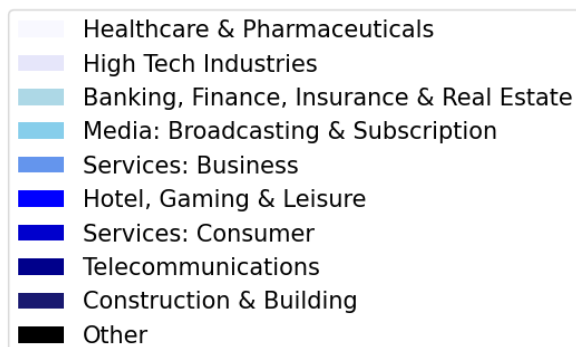 Healthcare & Pharmaceuticals
High Tech Industries
Banking, Finance, Insurance & Real Estate
Media: Broadcasting & Subscription
Services: Business
Hotel, Gaming & Leisure
Services: Consumer
Telecommunications
Construction & Building
Other